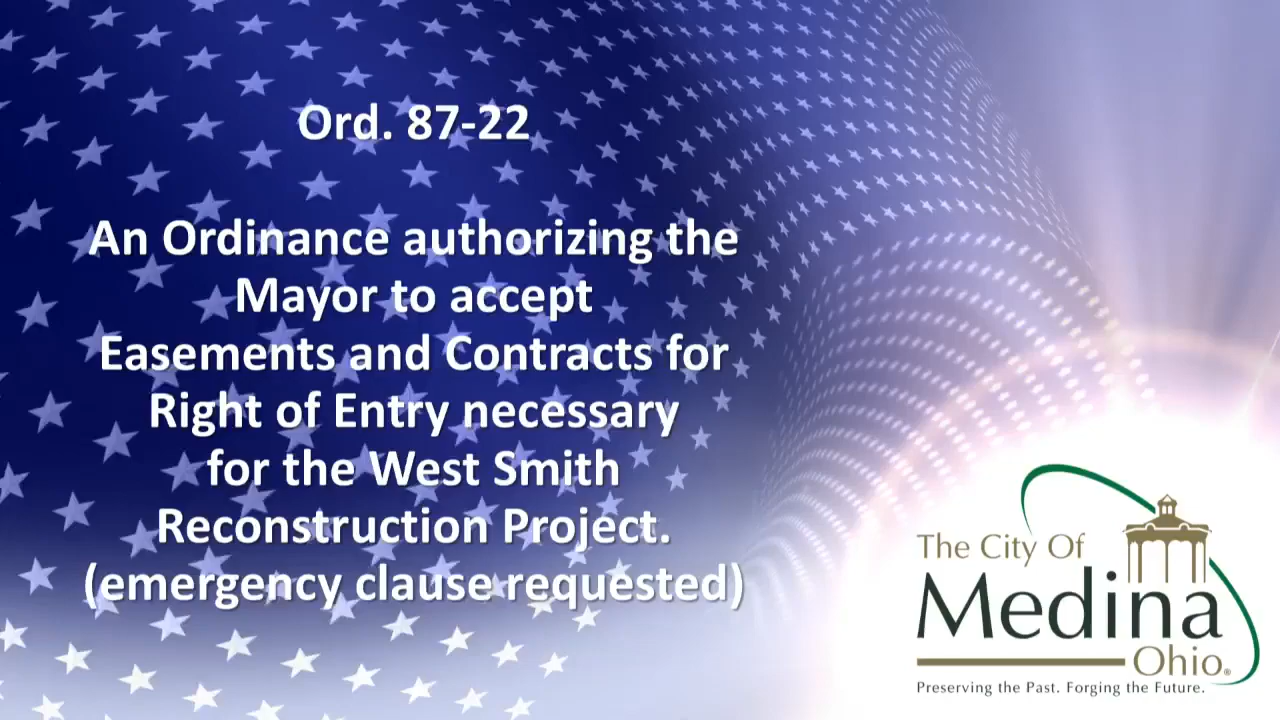 Ord. 87-22
An Ordinance authorizing the
Mayor to accept
Easements and Contracts for
Right of Entry necessary
for the West Smith
Reconstruction Project.
(emergency clause requested)
The City Of
Medina
Ohio®
Preserving the Past. Forging the Future.